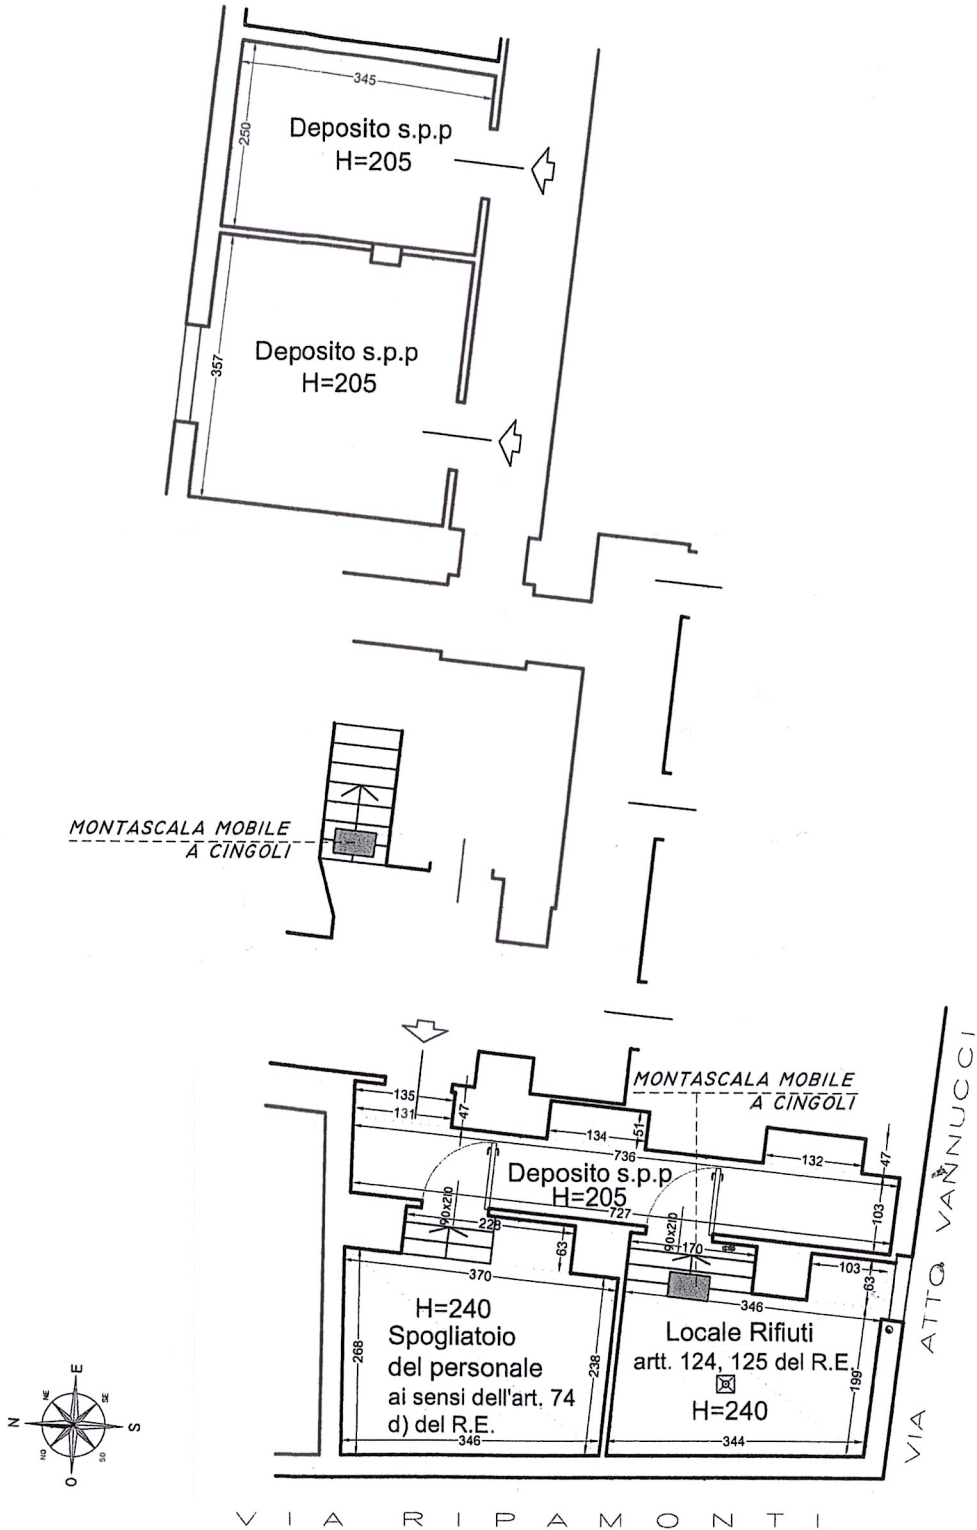 345
250
Deposito s.p.p
H=205
357
Deposito s.p.p
H=205
MONTASCALA MOBILE
A CINGOLI
MONTASCALA MOBILE
A CINGOLI
135
131
47
134
51
736
132
47
Deposito s.p.p
H=205
727
103
90x210
228
63
90x210
170
103
63
370
346
H=240
Spogliatoio
del personale
ai sensi dell'art. 74
d) del R.E.
268
238
346
Locale Rifiuti
artt. 124, 125 del R.E.
H=240
199
344
E
NE
SE
N
S
NO
SO
O
VIA ATTO VANNUCCI
VIA RIPAMONTI